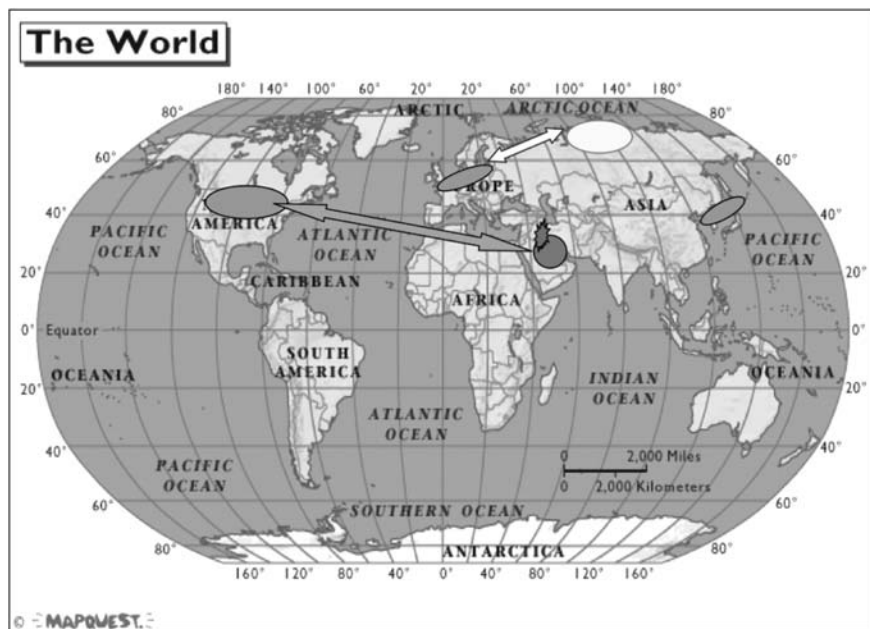 The World
180° 140° 100° 60° 20° 20° 60° 100° 140° 180°
ARCTIC
ARCTIC OCEAN
80°
80°
60°
60°
EUROPE
ASIA
40°
40°
AMERICA
PACIFIC
OCEAN
ATLANTIC
OCEAN
PACIFIC
OCEAN
20°
20°
CARIBBEAN
AFRICA
0° Equator
0°
SOUTH
AMERICA
OCEANIA
INDIAN
OCEAN
OCEANIA
20°
20°
ATLANTIC
OCEAN
40°
40°
PACIFIC
OCEAN
0 2,000 Miles
0 2,000 Kilometers
60°
60°
SOUTHERN OCEAN
80°
80°
ANTARCTICA
160° 120° 80° 40° 0° 40° 80° 120° 160°
© MAPQUEST.